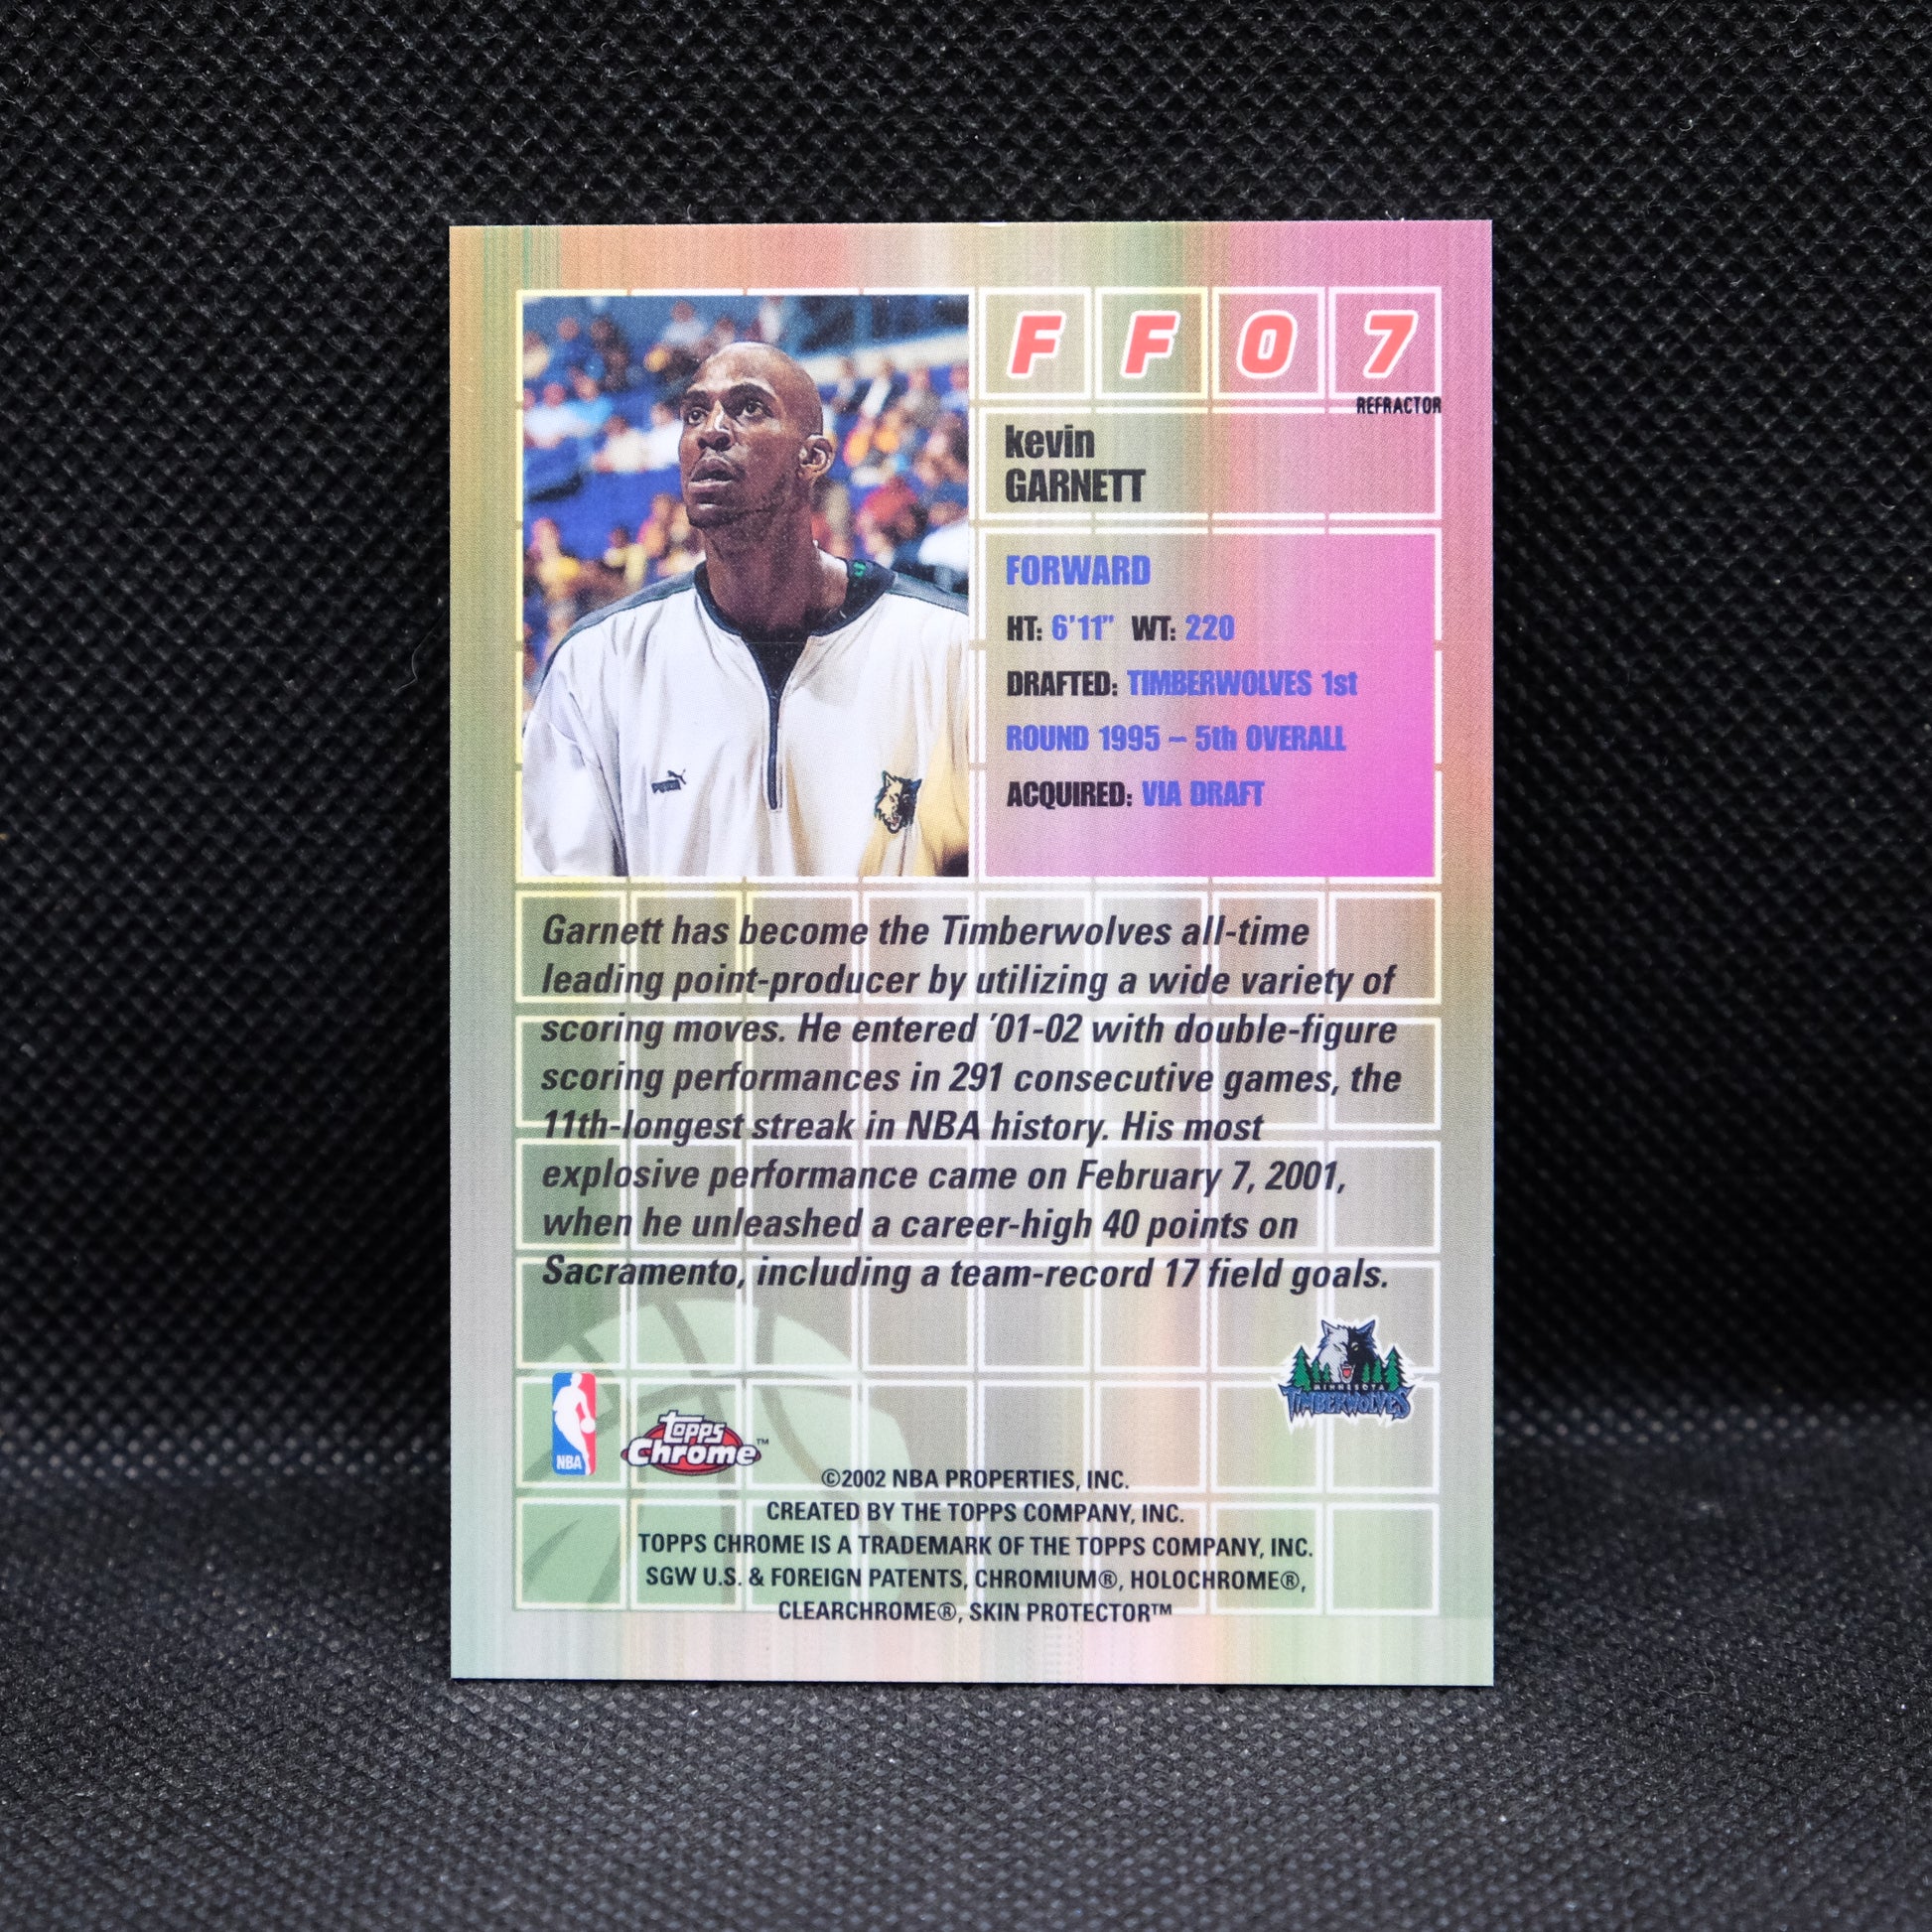 F F 0 7
REFRACTOR
kevin
GARNETT
FORWARD
HT: 6'11" WT: 220
DRAFTED: TIMBERWOLVES 1st
ROUND 1995 – 5th OVERALL
ACQUIRED: VIA DRAFT
PUMA
Garnett has become the Timberwolves all-time
leading point-producer by utilizing a wide variety of
scoring moves. He entered '01-02 with double-figure
scoring performances in 291 consecutive games, the
11th-longest streak in NBA history. His most
explosive performance came on February 7, 2001,
when he unleashed a career-high 40 points on
Sacramento, including a team-record 17 field goals.
MINNESOTA
TIMBERWOLVES
NBA
Topps
Chrome™
©2002 NBA PROPERTIES, INC.
CREATED BY THE TOPPS COMPANY, INC.
TOPPS CHROME IS A TRADEMARK OF THE TOPPS COMPANY, INC.
SGW U.S. & FOREIGN PATENTS, CHROMIUM®, HOLOCHROME®,
CLEARCHROME®, SKIN PROTECTOR™